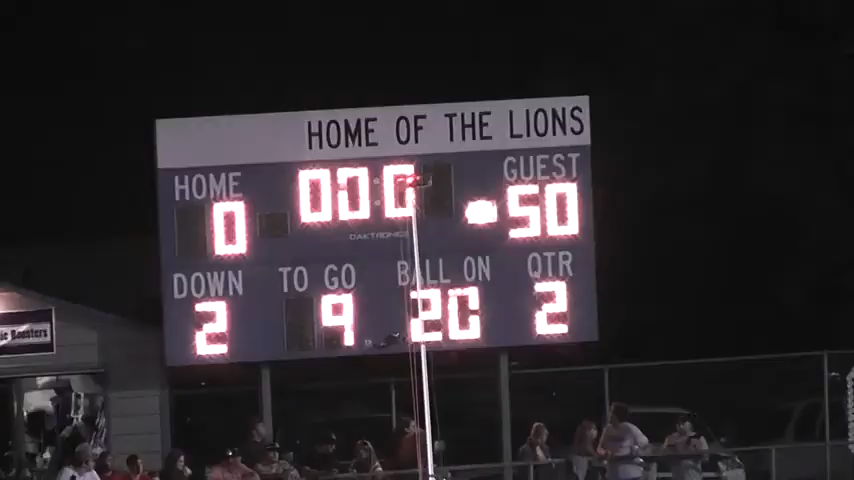 HOME OF THE LIONS
HOME 00:0 GUEST
0 50
DAKTRONICS
DOWN TO GO BALL ON QTR
2 9 20 2
ic Boosters